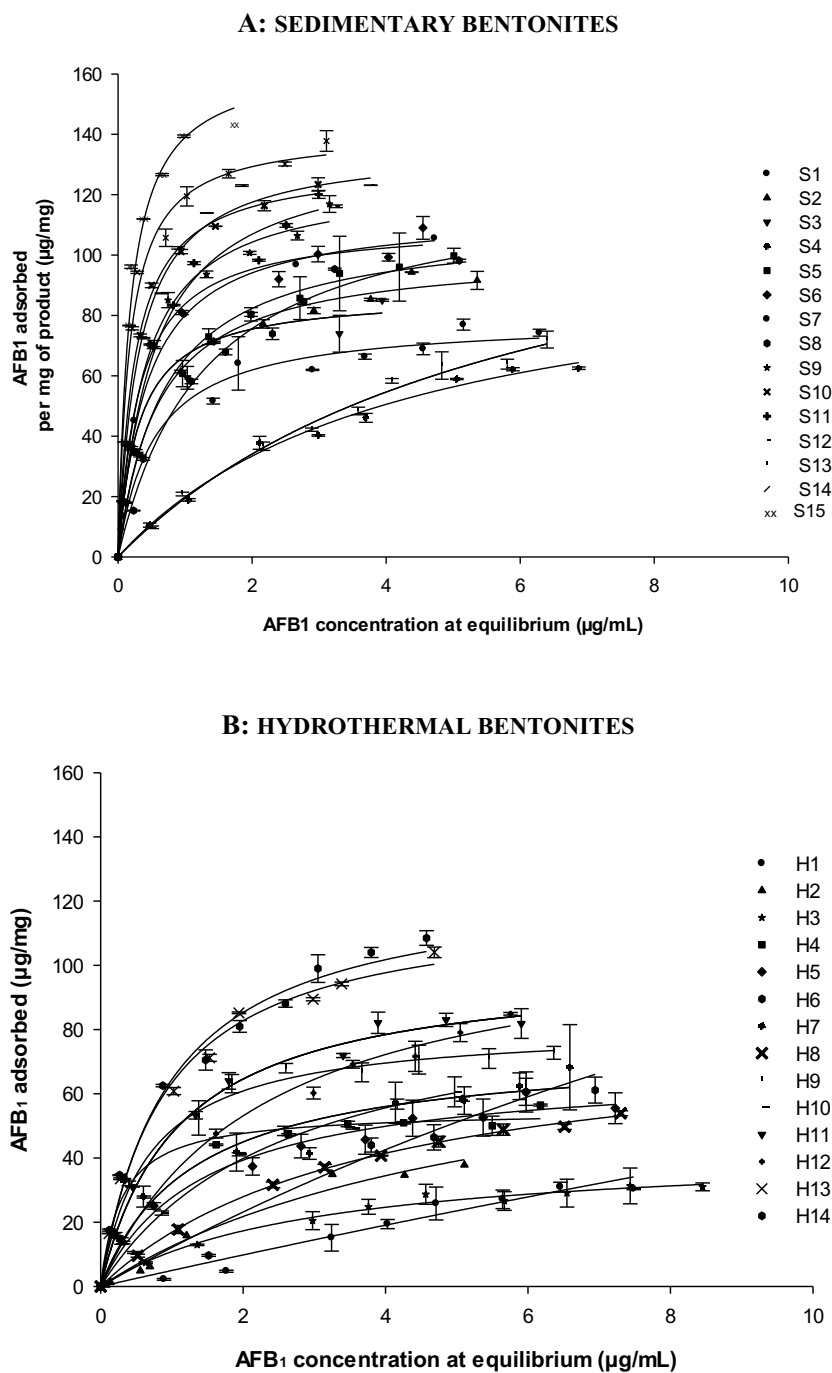 A: SEDIMENTARY BENTONITES
AFB1 adsorbed
per mg of product (µg/mg)
160
140
120
100
80
60
40
20
0
0 2 4 6 8 10
AFB1 concentration at equilibrium (µg/mL)
S1
S2
S3
S4
S5
S6
S7
S8
S9
S10
S11
S12
S13
S14
xx S15
xx
B: HYDROTHERMAL BENTONITES
AFB₁ adsorbed (µg/mg)
160
140
120
100
80
60
40
20
0
0 2 4 6 8 10
AFB₁ concentration at equilibrium (µg/mL)
H1
H2
H3
H4
H5
H6
H7
H8
H9
H10
H11
H12
H13
H14